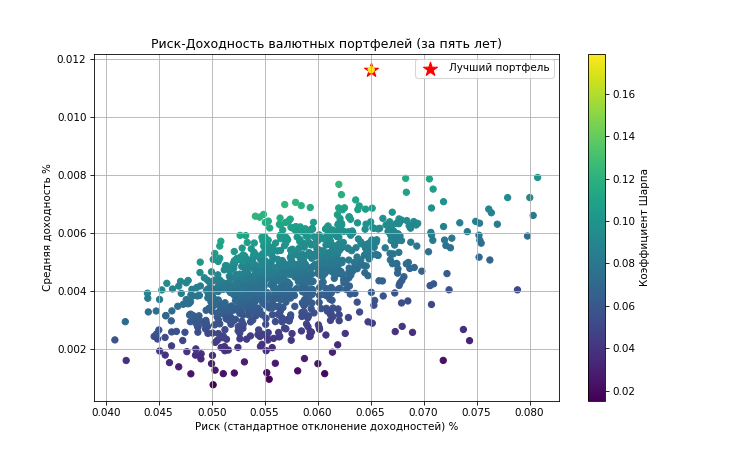 Риск-Доходность валютных портфелей (за пять лет)
Лучший портфель
0.012
0.010
0.008
0.006
0.004
0.002
Средняя доходность %
0.040 0.045 0.050 0.055 0.060 0.065 0.070 0.075 0.080
Риск (стандартное отклонение доходностей) %
0.16
0.14
0.12
0.10
0.08
0.06
0.04
0.02
Коэффициент Шарпа